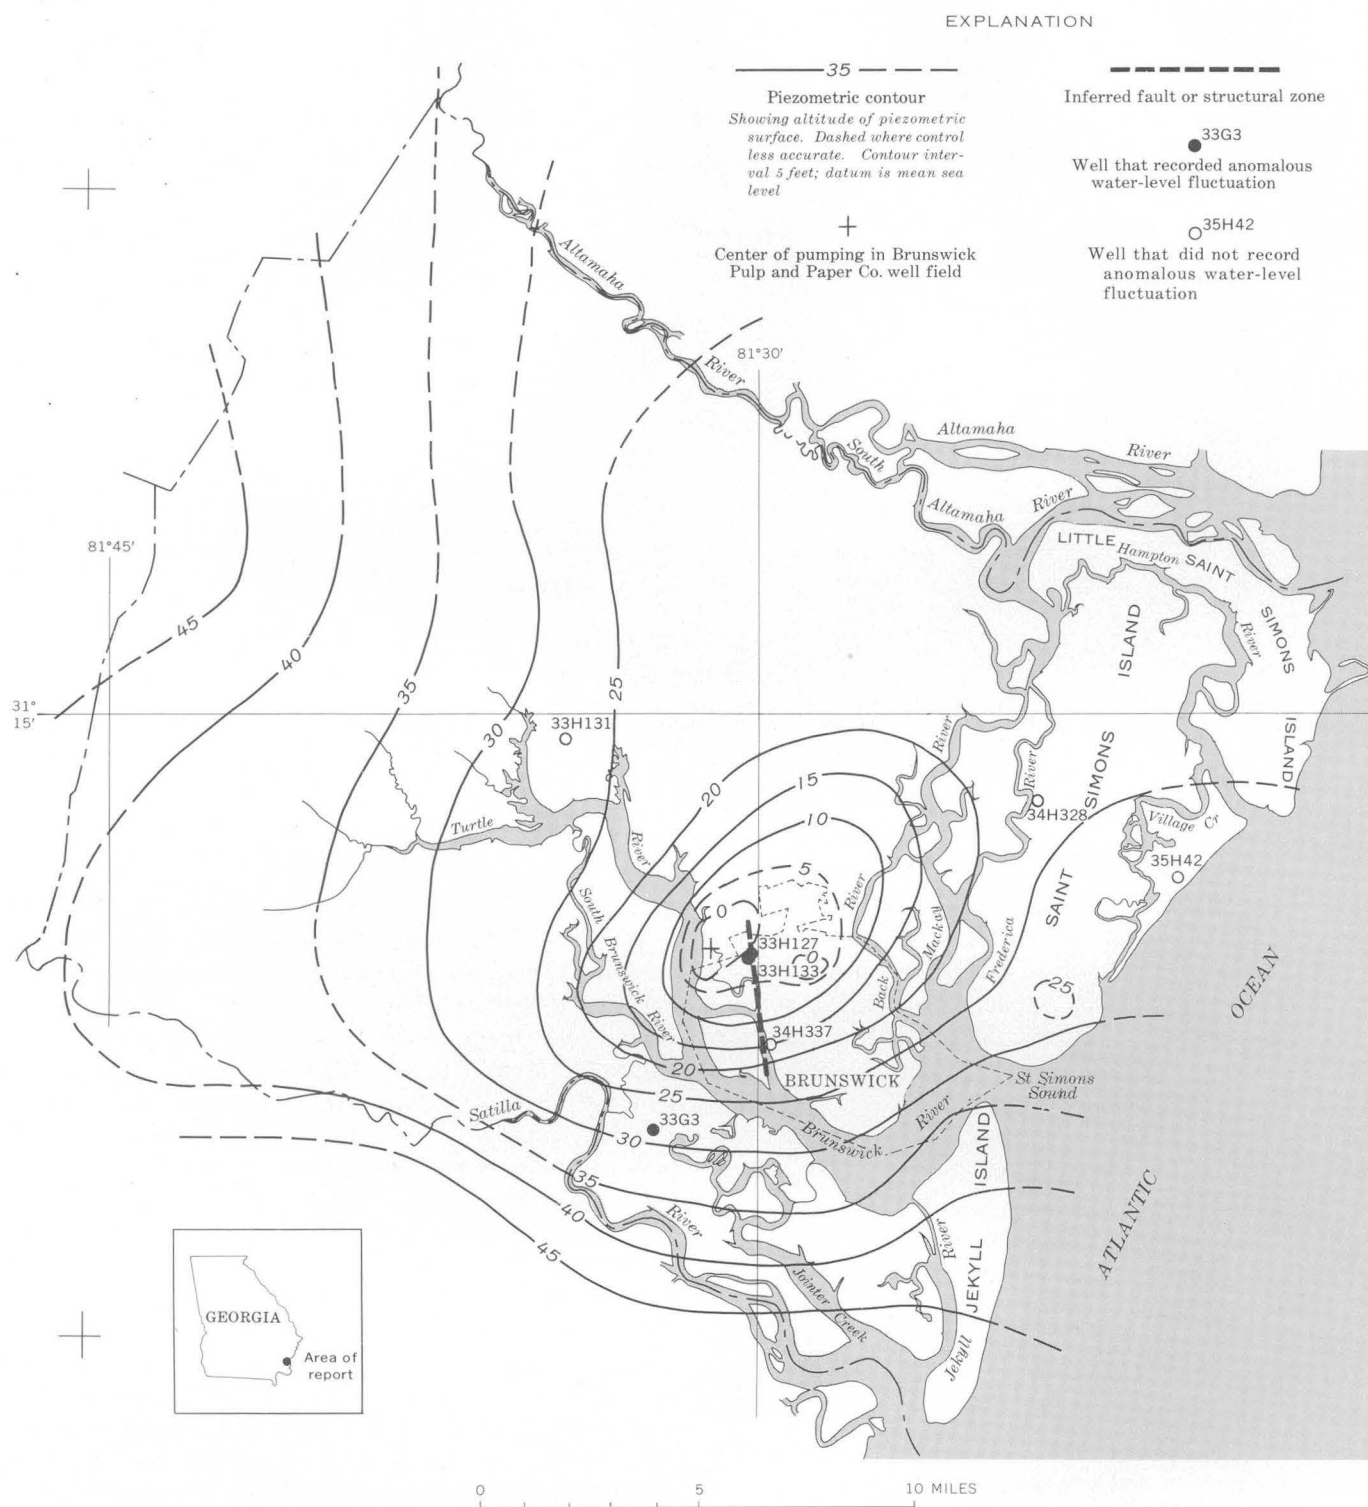 EXPLANATION
35
Piezometric contour
Showing altitude of piezometric
surface. Dashed where control
less accurate. Contour inter-
val 5 feet; datum is mean sea
level
Center of pumping in Brunswick
Pulp and Paper Co. well field
Inferred fault or structural zone
33G3
Well that recorded anomalous
water-level fluctuation
35H42
Well that did not record
anomalous water-level
fluctuation
Altamaha
River
81°30′
Altamaha
River
South
Altamaha
River
81°45′
LITTLE
Hampton
SAINT
SIMONS
ISLAND
River
ISLAND
SIMONS
SAINT
45
40
35
30
25
31°
15′
33H131
20
15
10
5
0
0
River
River
34H328
Village Cr
35H42
Turtle
River
River
South
Brunswick
River
Mackay
Frederica
Back
33H127
33H133
34H337
25
OCEAN
ATLANTIC
20
BRUNSWICK
St Simons
Sound
25
Satilla
33G3
30
Brunswick
River
35
40
45
River
Jointer
Creek
ISLAND
JEKYLL
River
Jekyll
GEORGIA
Area of
report
0
5
10 MILES